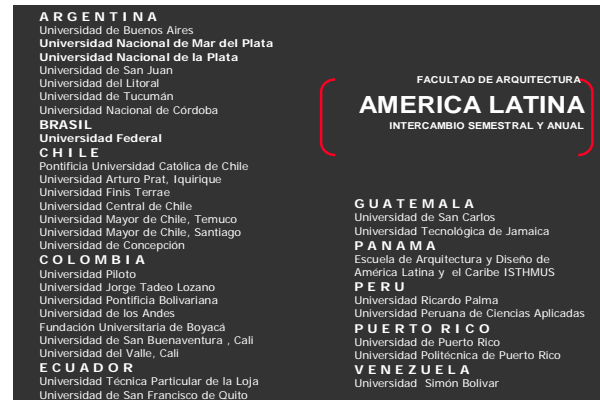 ARGENTINA
Universidad de Buenos Aires
Universidad Nacional de Mar del Plata
Universidad Nacional de la Plata
Universidad de San Juan
Universidad del Litoral
Universidad de Tucumán
Universidad Nacional de Córdoba
BRASIL
Universidad Federal
CHILE
Pontificia Universidad Católica de Chile
Universidad Arturo Prat, Iquirique
Universidad Finis Terrae
Universidad Central de Chile
Universidad Mayor de Chile, Temuco
Universidad Mayor de Chile, Santiago
Universidad de Concepción
COLOMBIA
Universidad Piloto
Universidad Jorge Tadeo Lozano
Universidad Pontificia Bolivariana
Universidad de los Andes
Fundación Universitaria de Boyacá
Universidad de San Buenaventura , Cali
Universidad del Valle, Cali
ECUADOR
Universidad Técnica Particular de la Loja
Universidad de San Francisco de Quito
FACULTAD DE ARQUITECTURA
AMERICA LATINA
INTERCAMBIO SEMESTRAL Y ANUAL
GUATEMALA
Universidad de San Carlos
Universidad Tecnológica de Jamaica
PANAMA
Escuela de Arquitectura y Diseño de
América Latina y el Caribe ISTHMUS
PERU
Universidad Ricardo Palma
Universidad Peruana de Ciencias Aplicadas
PUERTO RICO
Universidad de Puerto Rico
Universidad Politécnica de Puerto Rico
VENEZUELA
Universidad Simón Bolivar